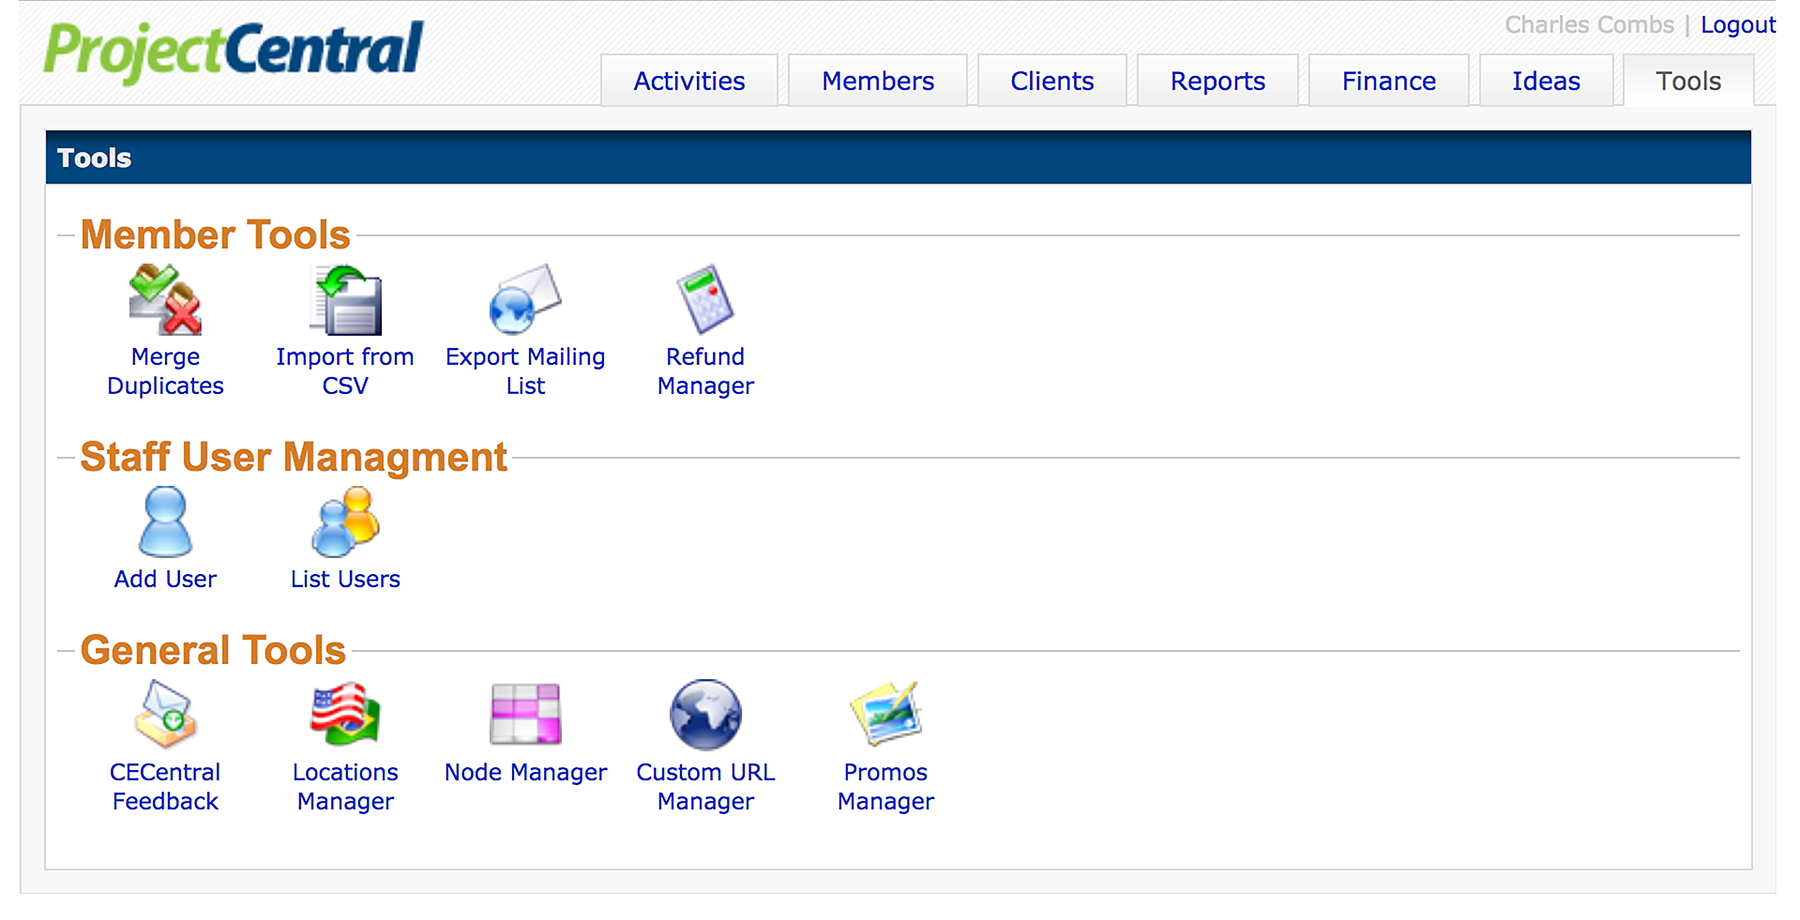 ProjectCentral
Charles Combs | Logout
Activities Members Clients Reports Finance Ideas Tools
Tools
Member Tools
Merge Duplicates
Import from CSV
Export Mailing List
Refund Manager
Staff User Managment
Add User
List Users
General Tools
CECentral Feedback
Locations Manager
Node Manager
Custom URL Manager
Promos Manager